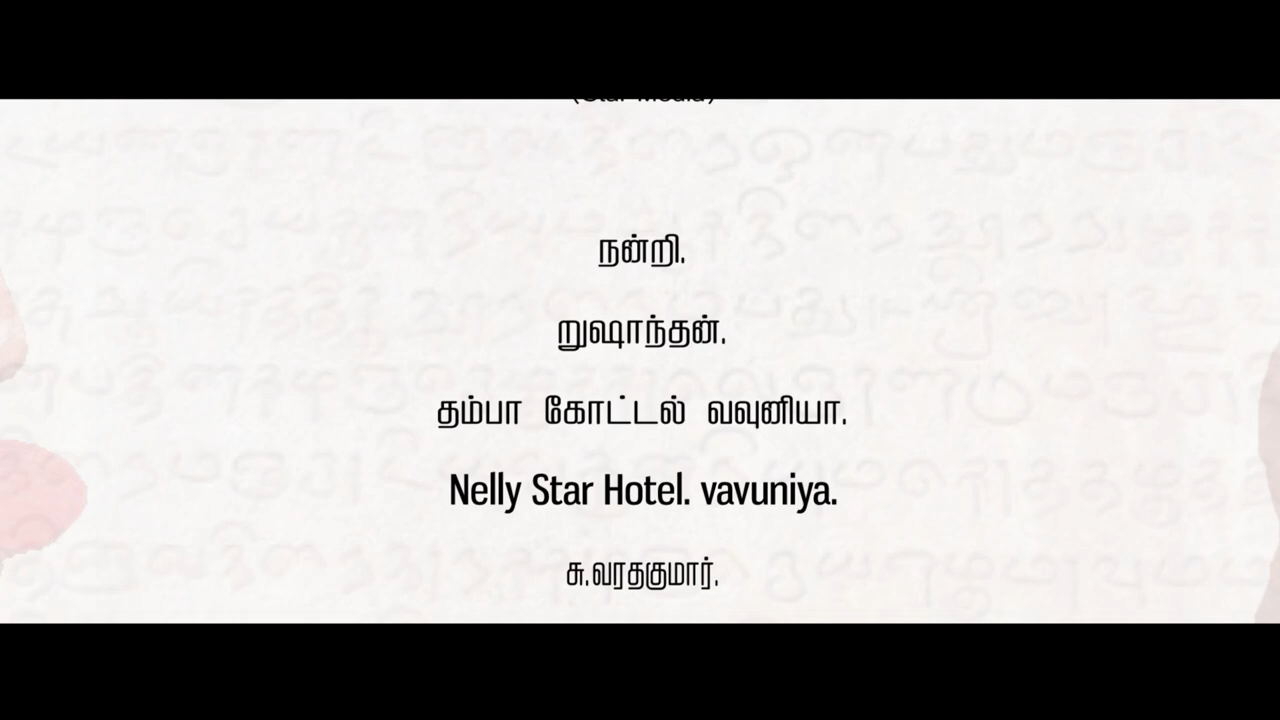 நன்றி.
றுஷாந்தன்.
தம்பா கோட்டல் வவுனியா.
Nelly Star Hotel. vavuniya.
சு.வரதகுமார்.